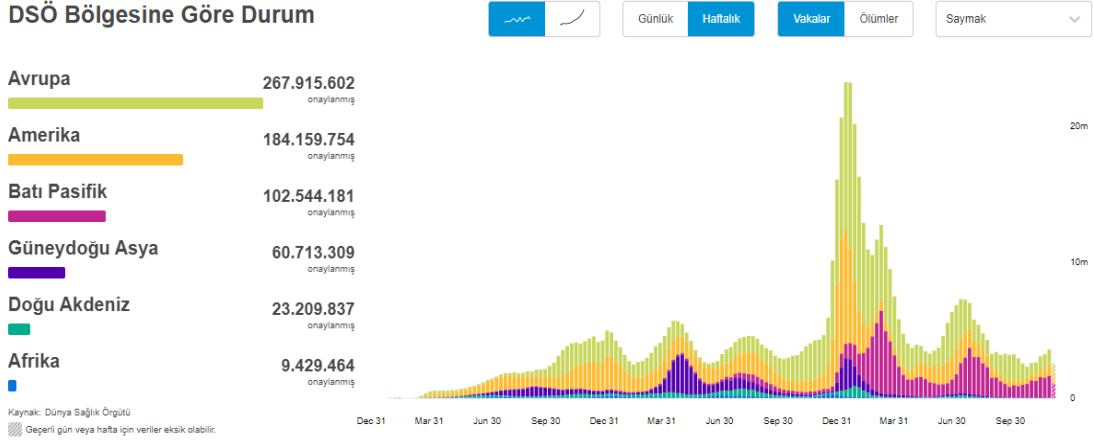 DSÖ Bölgesine Göre Durum
Günlük
Haftalık
Vakalar
Ölümler
Saymak
Avrupa
267.915.602
onaylanmış
Amerika
184.159.754
onaylanmış
Batı Pasifik
102.544.181
onaylanmış
Güneydoğu Asya
60.713.309
onaylanmış
Doğu Akdeniz
23.209.837
onaylanmış
Afrika
9.429.464
onaylanmış
Kaynak: Dünya Sağlık Örgütü
Geçerli gün veya hafta için veriler eksik olabilir.
20m
10m
0
Dec 31 Mar 31 Jun 30 Sep 30 Dec 31 Mar 31 Jun 30 Sep 30 Dec 31 Mar 31 Jun 30 Sep 30